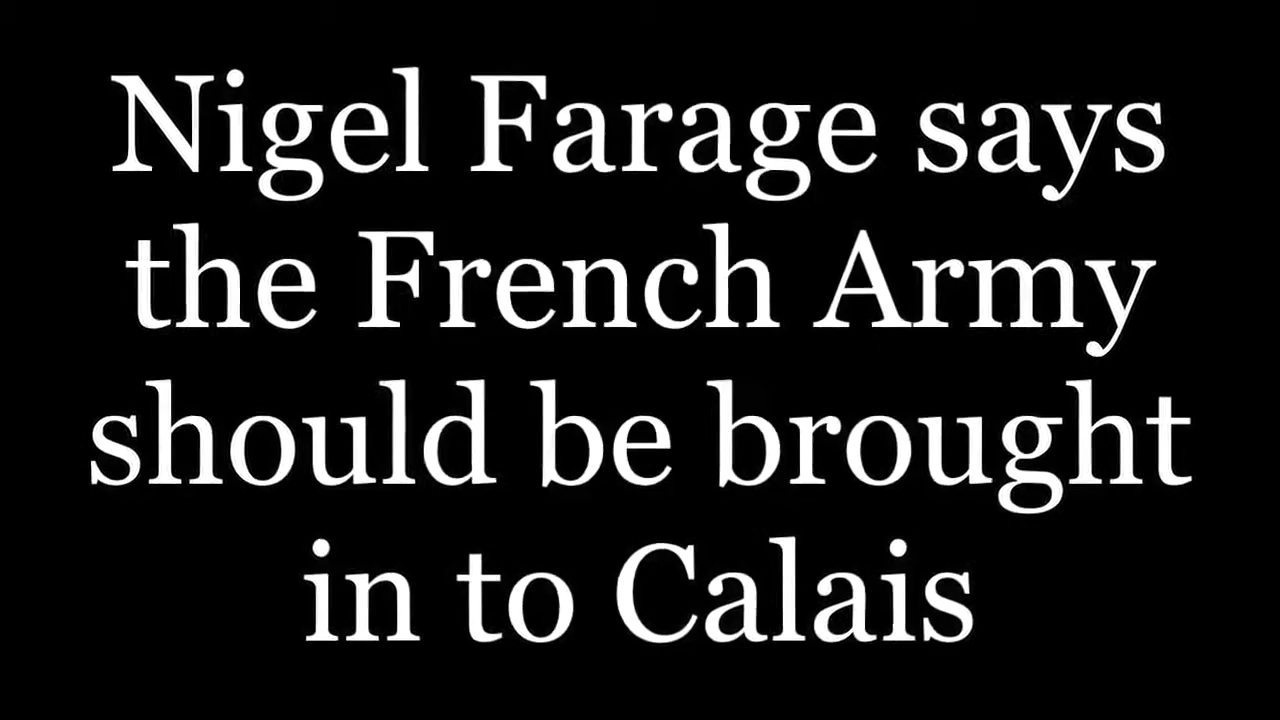 Nigel Farage says
the French Army
should be brought
in to Calais